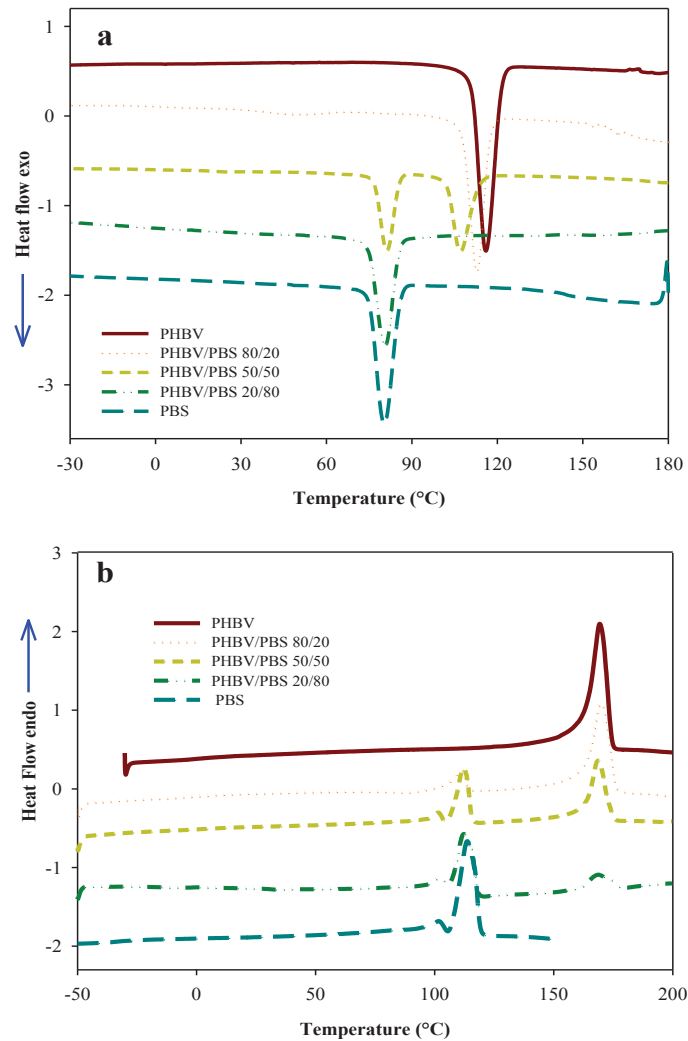 a
Heat flow exo
0
-1
-2
-3
PHBV
PHBV/PBS 80/20
PHBV/PBS 50/50
PHBV/PBS 20/80
PBS
-30 0 30 60 90 120 150 180
Temperature (°C)
b
Heat Flow endo
3
2
1
0
-1
-2
PHBV
PHBV/PBS 80/20
PHBV/PBS 50/50
PHBV/PBS 20/80
PBS
-50 0 50 100 150 200
Temperature (°C)